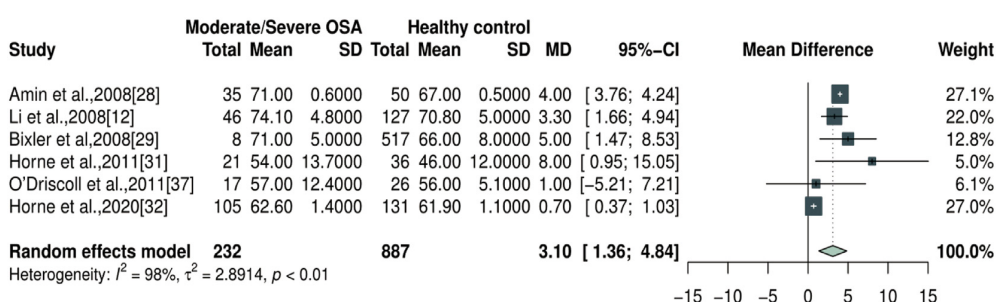 Moderate/Severe OSA Healthy control
Study Total Mean SD Total Mean SD MD 95%−CI Mean Difference Weight
Amin et al.,2008[28] 35 71.00 0.6000 50 67.00 0.5000 4.00 [ 3.76; 4.24] 27.1%
Li et al.,2008[12] 46 74.10 4.8000 127 70.80 5.0000 3.30 [ 1.66; 4.94] 22.0%
Bixler et al.,2008[29] 8 71.00 5.0000 517 66.00 8.0000 5.00 [ 1.47; 8.53] 12.8%
Horne et al.,2011[31] 21 54.00 13.7000 36 46.00 12.0000 8.00 [ 0.95; 15.05] 5.0%
O'Driscoll et al.,2011[37] 17 57.00 12.4000 26 56.00 5.1000 1.00 [−5.21; 7.21] 6.1%
Horne et al.,2020[32] 105 62.60 1.4000 131 61.90 1.1000 0.70 [ 0.37; 1.03] 27.0%
Random effects model 232 887 3.10 [ 1.36; 4.84] 100.0%
Heterogeneity: I² = 98%, τ² = 2.8914, p < 0.01
−15 −10 −5 0 5 10 15